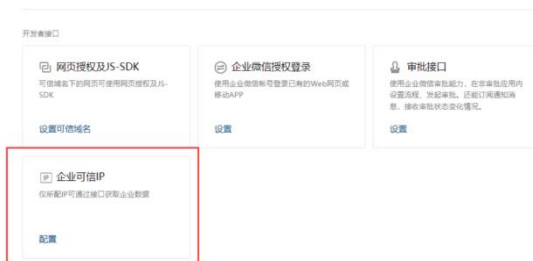 开发者接口
网页授权及JS-SDK
可信域名下的网页可使用网页授权及JS-
SDK
设置可信域名
企业微信授权登录
使用企业微信帐号登录已有的Web网页或
移动APP
设置
审批接口
使用企业微信审批能力，在非审批应用内
设置流程、发起审批。还能订阅通知消
息，接收审批状态变化情况。
设置
IP 企业可信IP
仅所配IP可通过接口获取企业数据
配置